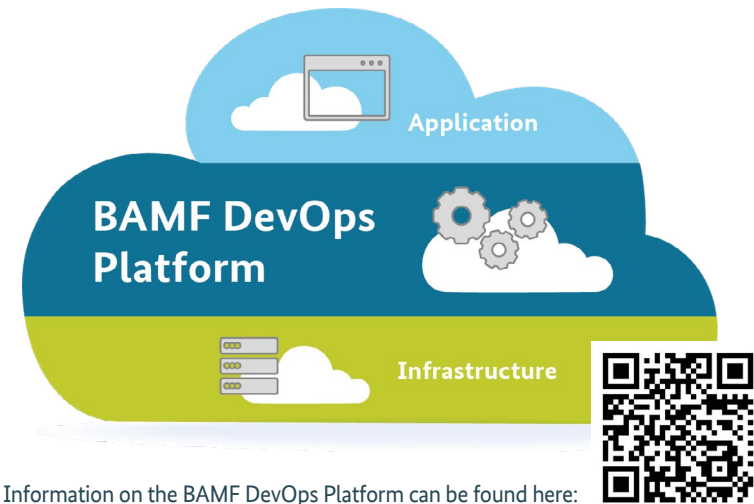 Application
BAMF DevOps
Platform
Infrastructure
Information on the BAMF DevOps Platform can be found here: